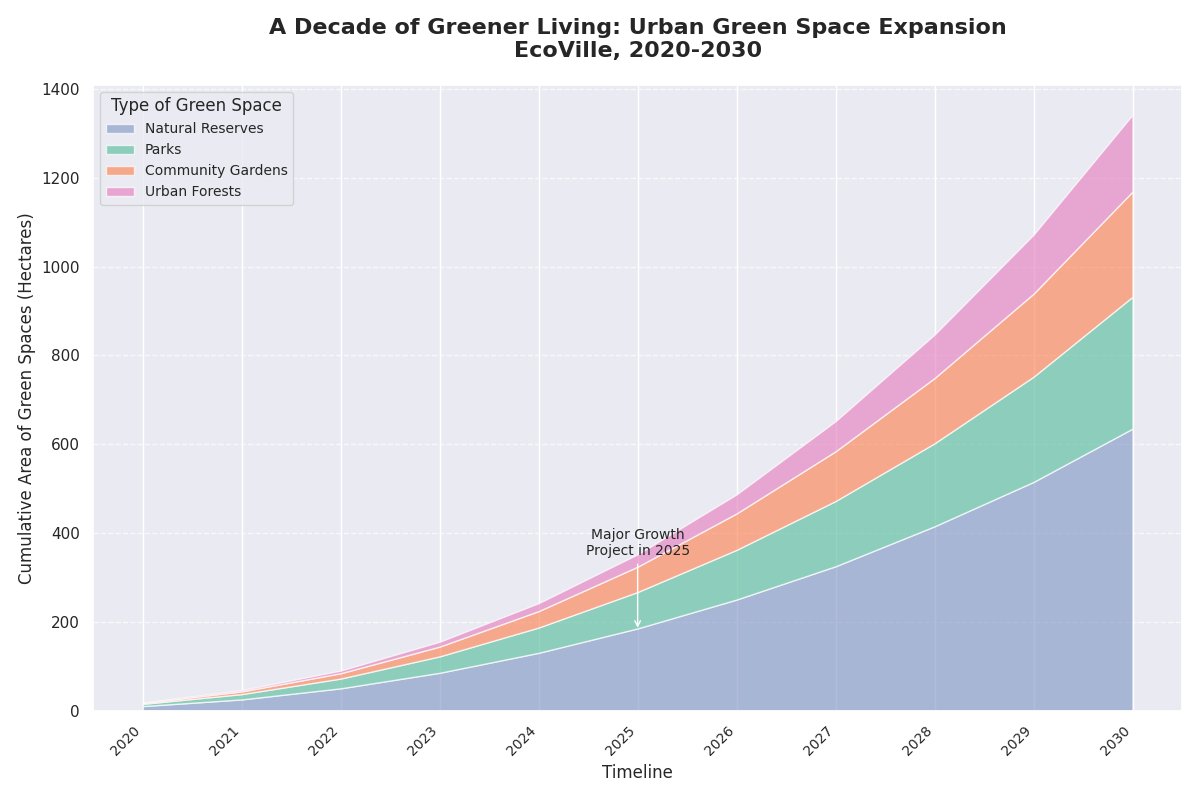 A Decade of Greener Living: Urban Green Space Expansion
EcoVille, 2020-2030
Cumulative Area of Green Spaces (Hectares)
1400
1200
1000
800
600
400
200
0
Type of Green Space
Natural Reserves
Parks
Community Gardens
Urban Forests
Major Growth
Project in 2025
2020
2021
2022
2023
2024
2025
2026
2027
2028
2029
2030
Timeline